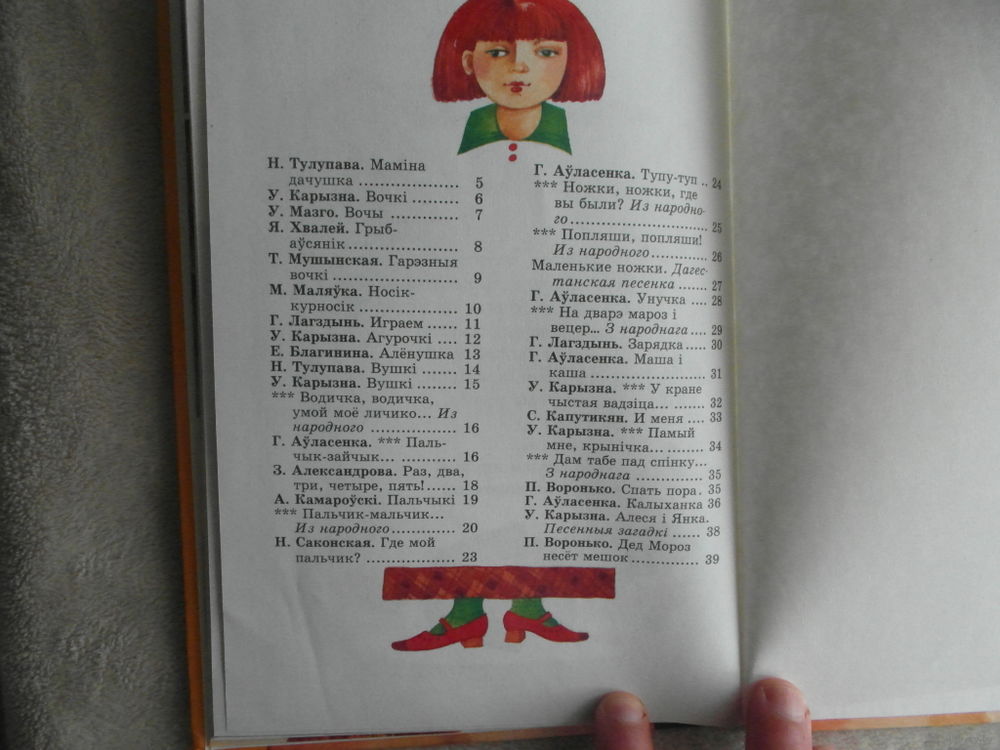 Н. Тулупава. Маміна
дачушка .................. 5
У. Карызна. Вочкі ......... 6
У. Мазго. Вочы ............ 7
Я. Хвалей. Грыб-
аўсянік .................... 8
Т. Мушынская. Гарэзныя
вочкі ...................... 9
М. Маляўка. Носік-
курносік ................... 10
Г. Лагздынь. Играем ...... 11
У. Карызна. Агурочкі .... 12
Е. Благинина. Алёнушка 13
Н. Тулупава. Вушкі ....... 14
У. Карызна. Вушкі ........ 15
*** Водичка, водичка,
умой моё личико... Из
народного ................ 16
Г. Аўласенка. *** Паль-
чык-зайчык... ........... 16
З. Александрова. Раз, два,
три, четыре, пять! ...... 18
А. Камароўскі. Пальчыкі 19
*** Пальчик-мальчик...
Из народного ............. 20
Н. Саконская. Где мой
пальчик? .................. 23
Г. Аўласенка. Тупу-туп .. 24
*** Ножки, ножки, где
вы были? Из народно-
го ......................... 25
*** Попляши, попляши!
Из народного ............. 26
Маленькие ножки. Дагес-
танская песенка ....... 27
Г. Аўласенка. Унучка .... 28
*** На дварэ мароз і
вецер... З народнага .... 29
Г. Лагздынь. Зарядка ..... 30
Г. Аўласенка. Маша і
каша ....................... 31
У. Карызна. *** У кране
чыстая вадзіца... ....... 32
С. Капутикян. И меня .... 33
У. Карызна. *** Памый
мне, крынічка... ........ 34
*** Дам табе пад спінку...
З народнага .............. 35
П. Воронько. Спать пора . 35
Г. Аўласенка. Калыханка 36
У. Карызна. Алеся і Янка.
Песенныя загадкі ...... 38
П. Воронько. Дед Мороз
несёт мешок .............. 39